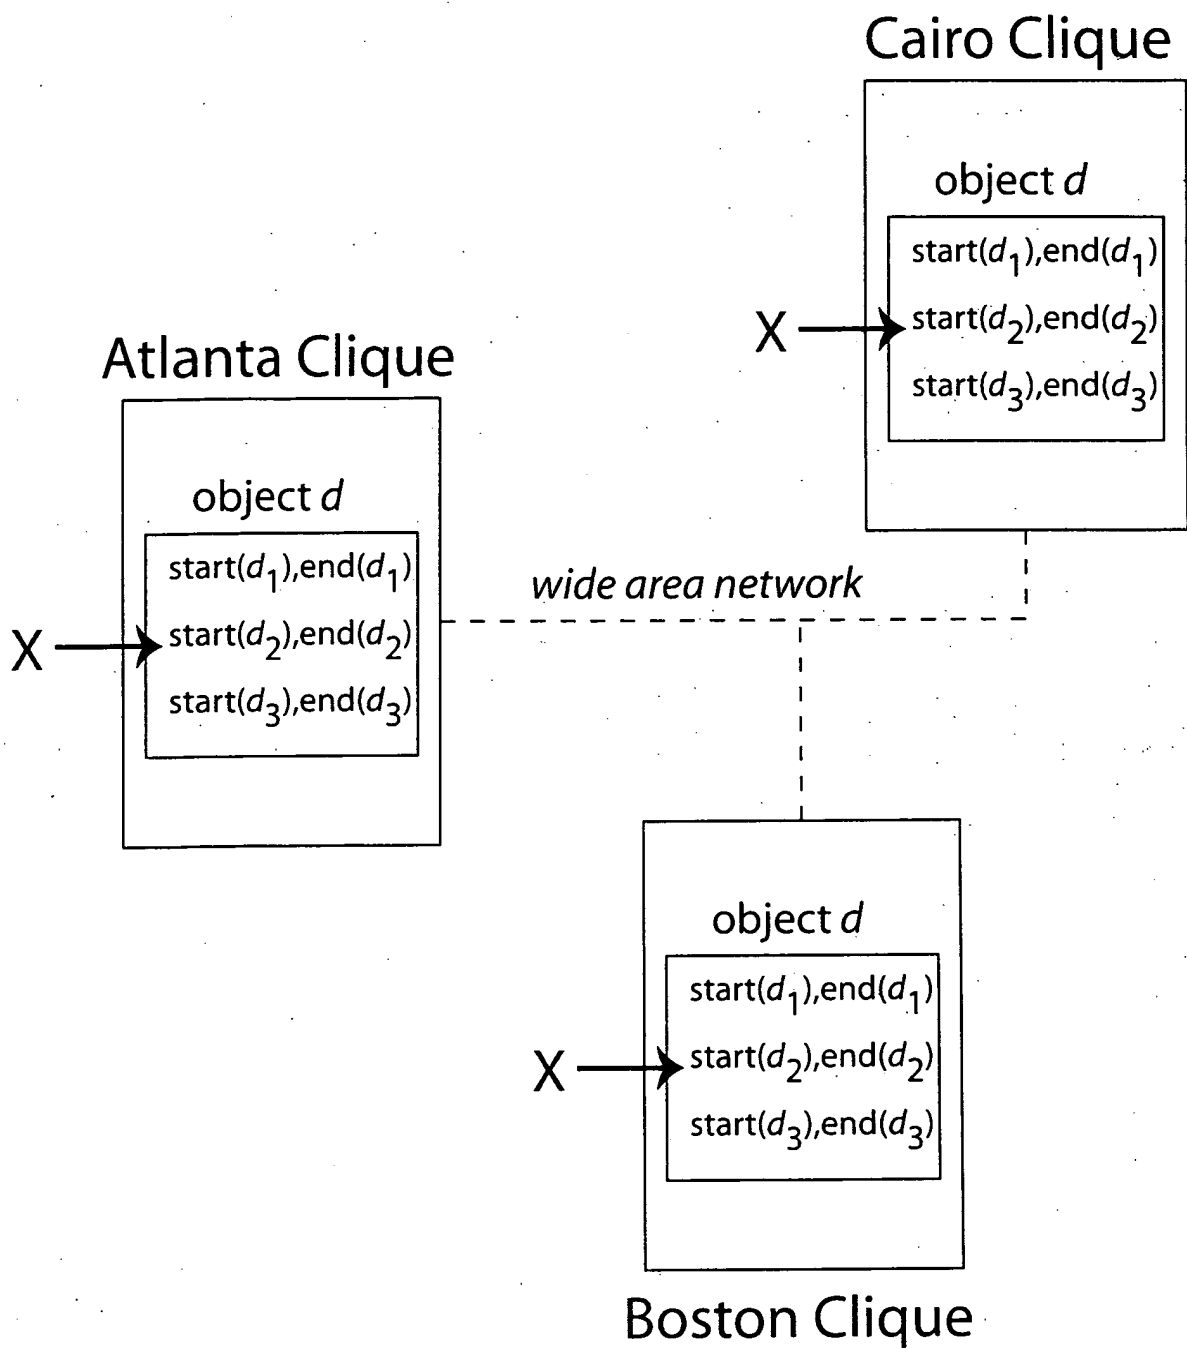 Cairo Clique
object d
start(d1),end(d1)
X
start(d2),end(d2)
start(d3),end(d3)
Atlanta Clique
object d
start(d1),end(d1)
X
start(d2),end(d2)
start(d3),end(d3)
wide area network
object d
start(d1),end(d1)
X
start(d2),end(d2)
start(d3),end(d3)
Boston Clique